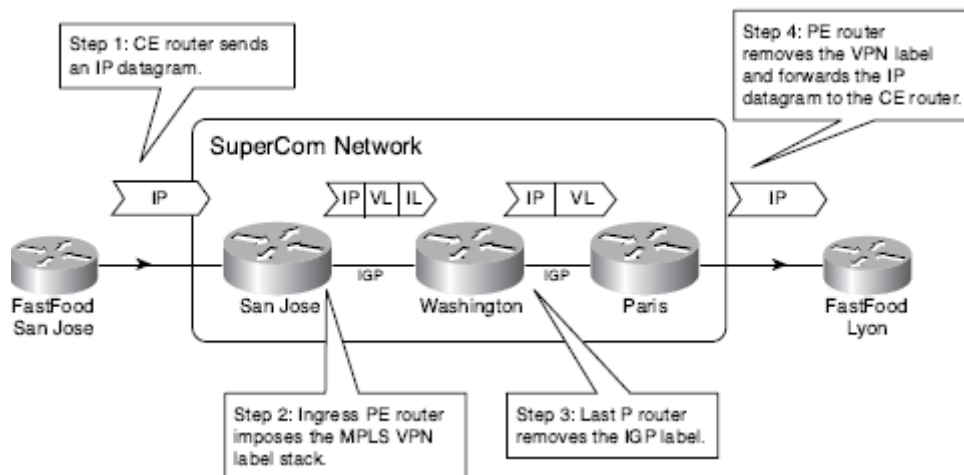 Step 1: CE router sends
an IP datagram.
Step 4: PE router
removes the VPN label
and forwards the IP
datagram to the CE router.
SuperCom Network
IP
IP VL IL
IP VL
IP
IGP
IGP
FastFood
San Jose
San Jose
Washington
Paris
FastFood
Lyon
Step 2: Ingress PE router
imposes the MPLS VPN
label stack.
Step 3: Last P router
removes the IGP label.